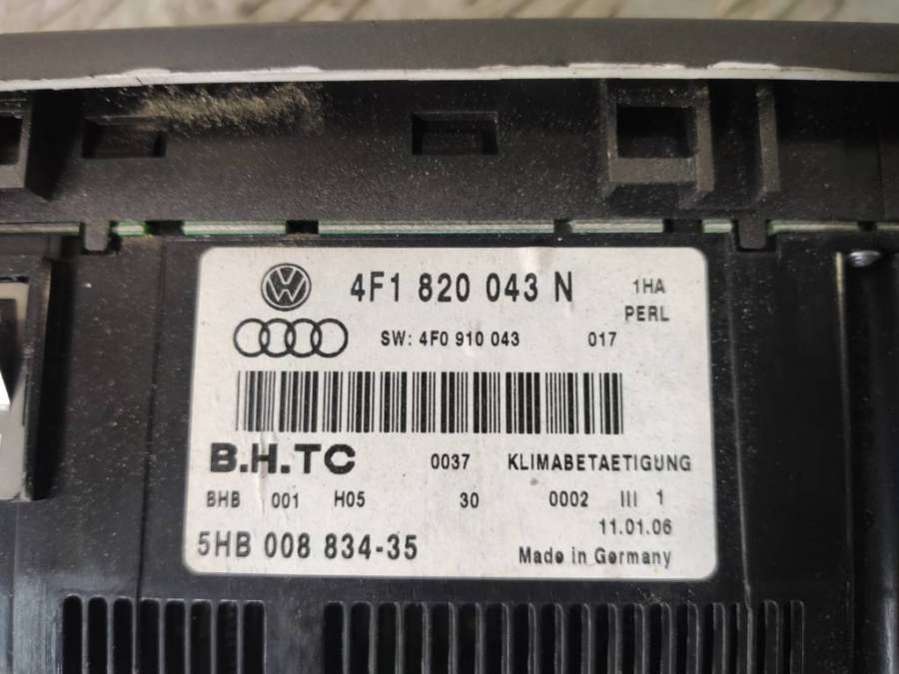 4F1 820 043 N 1HA
PERL
SW: 4F0 910 043 017
B.H.TC 0037 KLIMABETAETIGUNG
BHB 001 H05 30 0002 III 1
11.01.06
5HB 008 834-35 Made in Germany